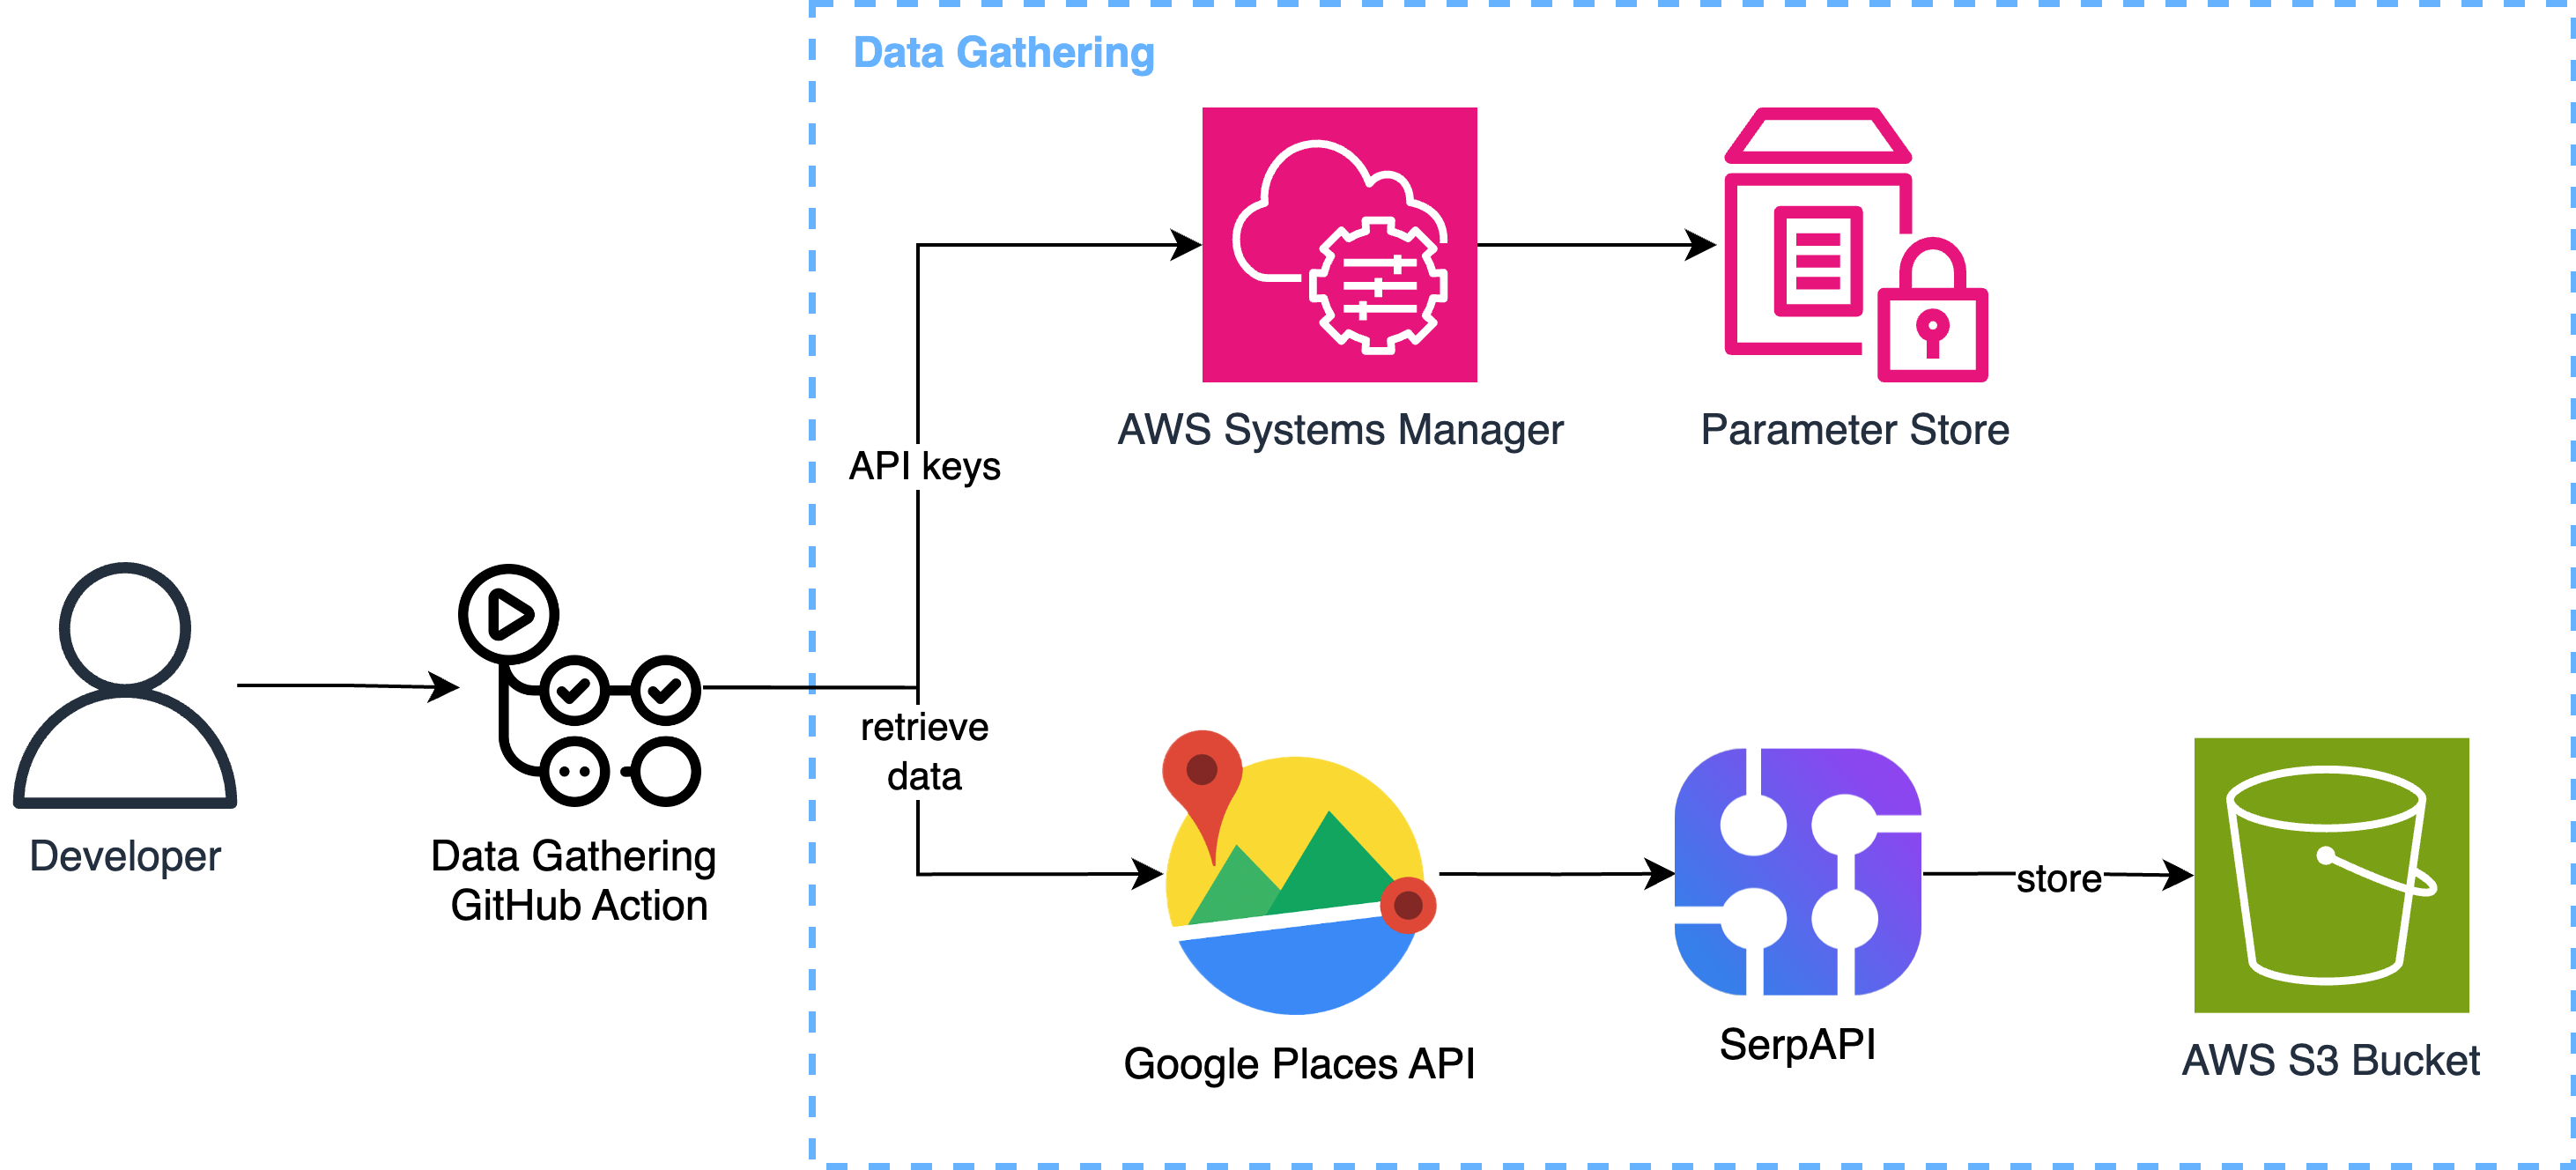 Data Gathering
AWS Systems Manager
Parameter Store
API keys
retrieve
data
Developer
Data Gathering
GitHub Action
store
Google Places API
SerpAPI
AWS S3 Bucket